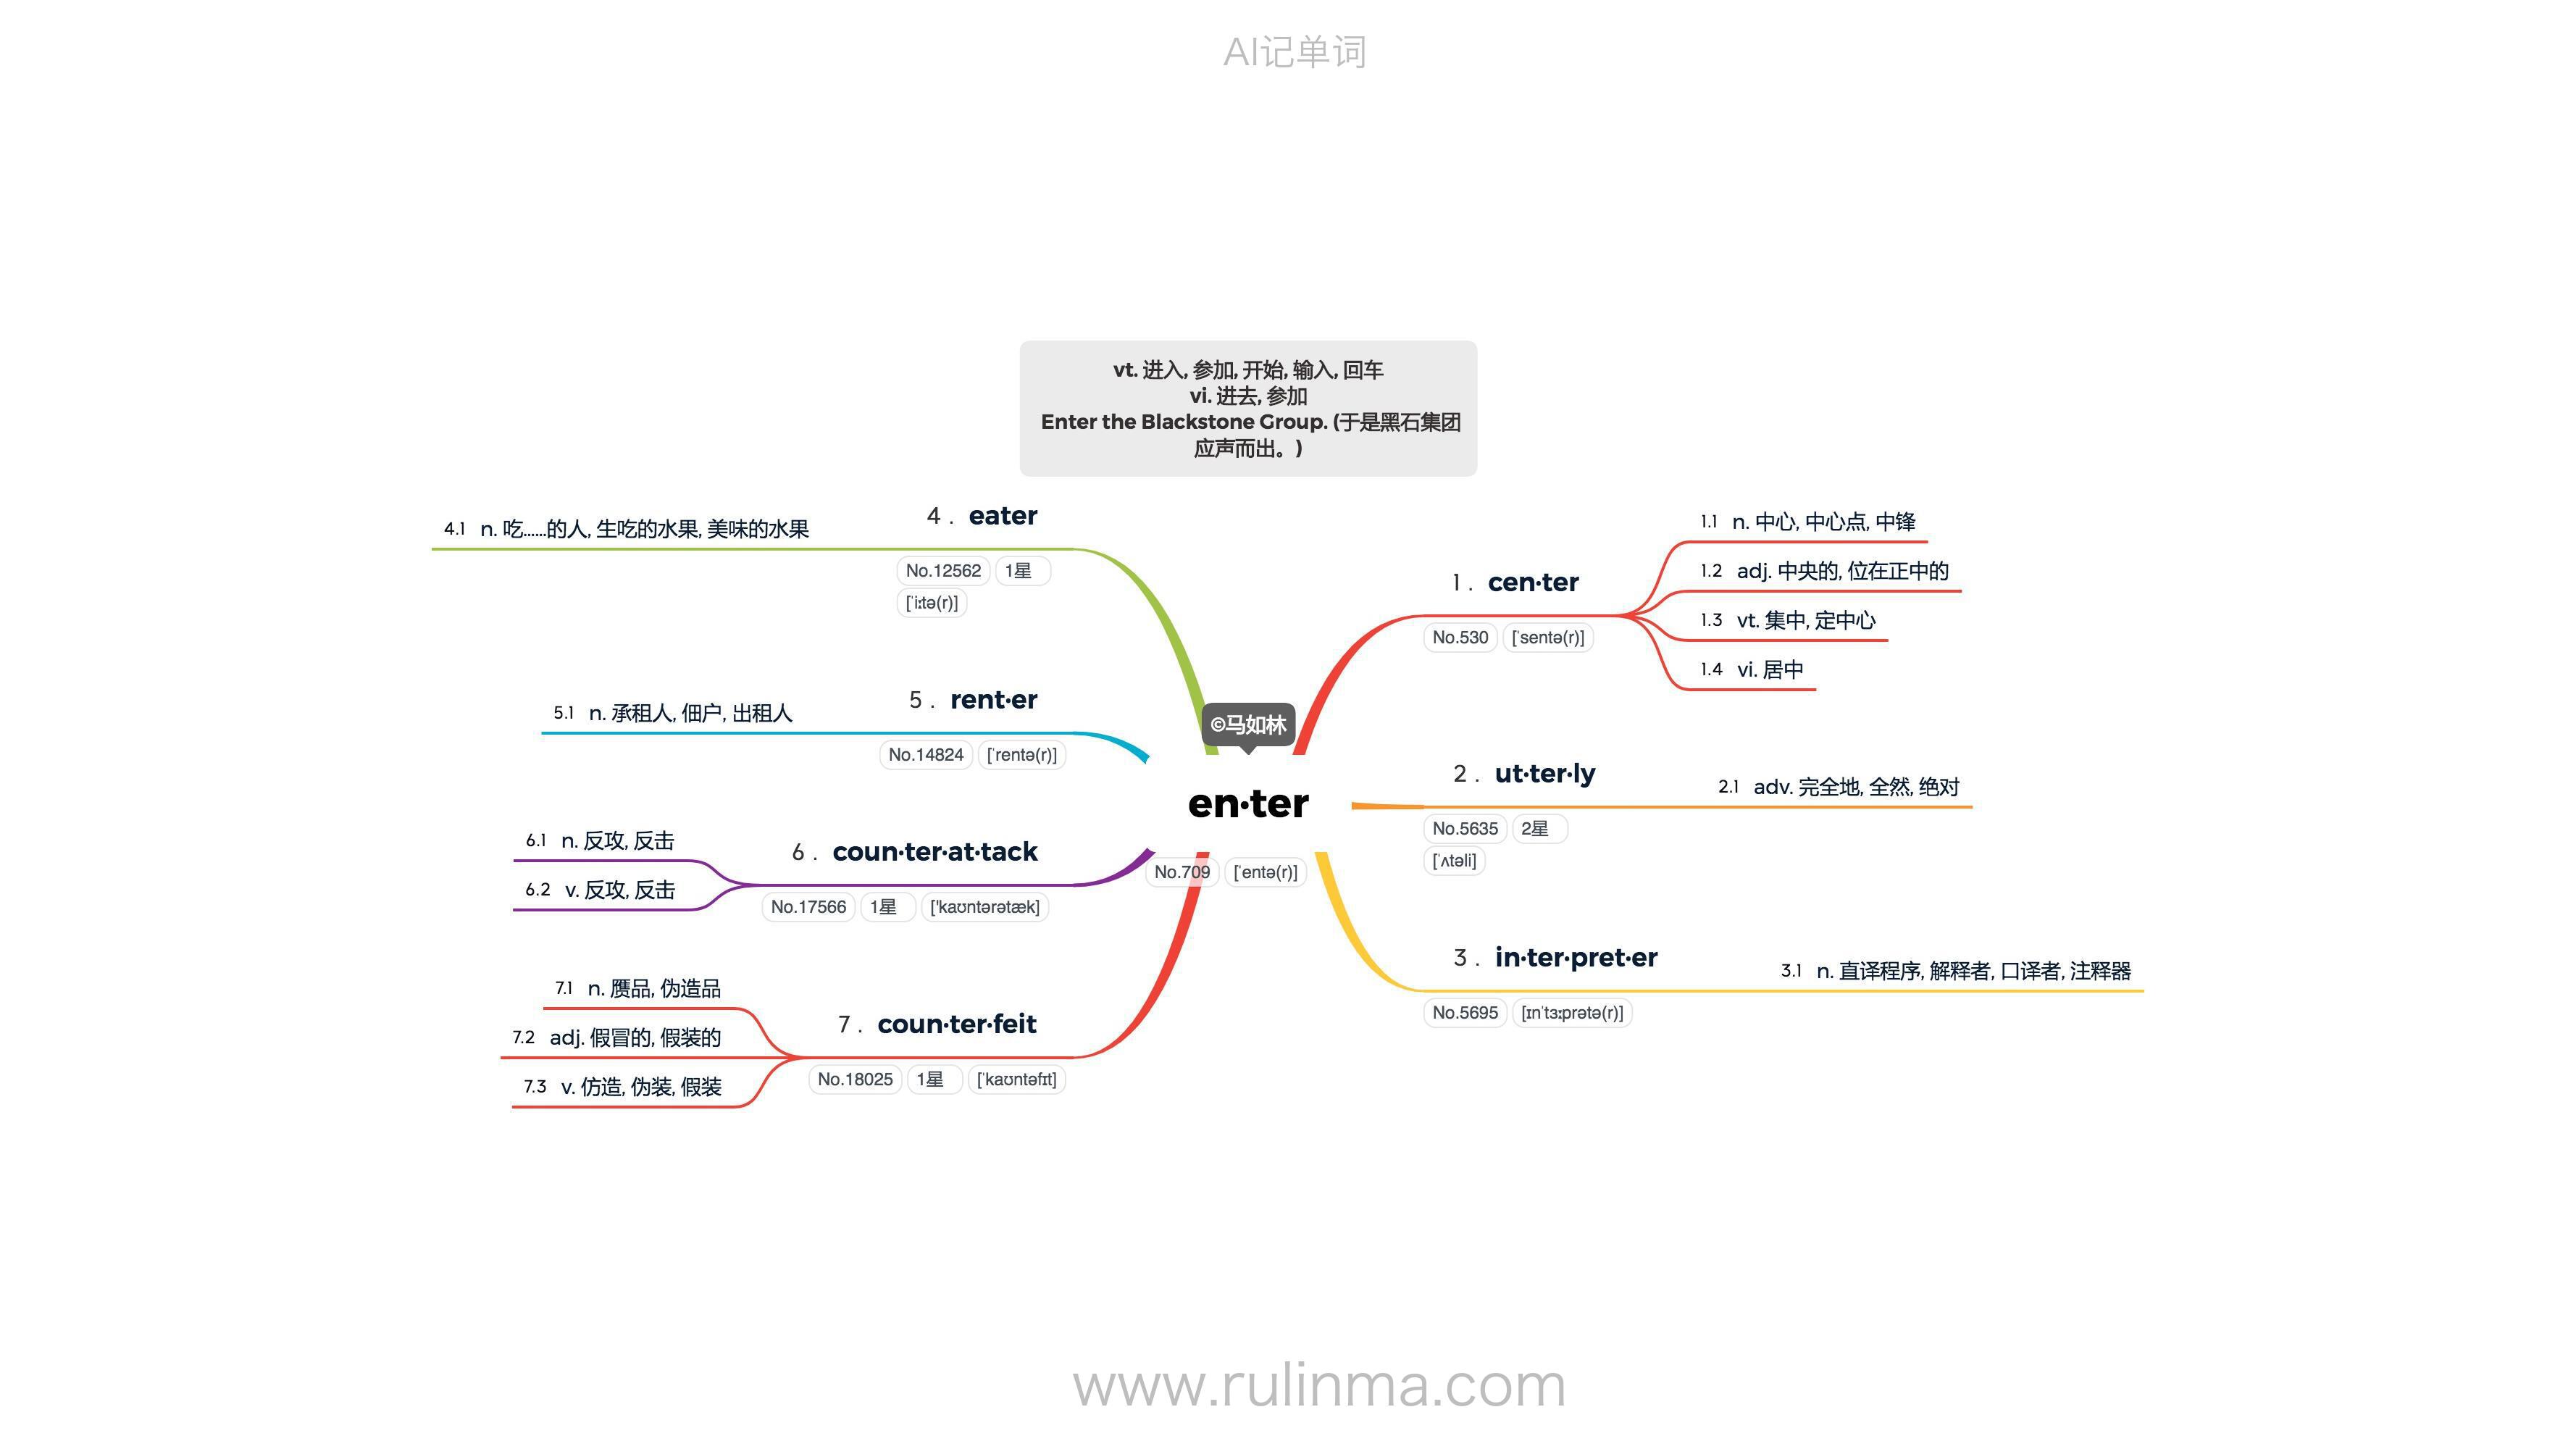 AI记单词
vt. 进入, 参加, 开始, 输入, 回车
vi. 进去, 参加
Enter the Blackstone Group. (于是黑石集团
应声而出。)
©马如林
en·ter
No.709 [ˈentə(r)]
1. cen·ter
No.530 [ˈsentə(r)]
1.1 n. 中心, 中心点, 中锋
1.2 adj. 中央的, 位在正中的
1.3 vt. 集中, 定中心
1.4 vi. 居中
2. ut·ter·ly
No.5635 2星
[ˈʌtəli]
2.1 adv. 完全地, 全然, 绝对
3. in·ter·pret·er
No.5695 [ɪnˈtɜːprətə(r)]
3.1 n. 直译程序, 解释者, 口译者, 注释器
4. eater
No.12562 1星
[ˈiːtə(r)]
4.1 n. 吃......的人, 生吃的水果, 美味的水果
5. rent·er
No.14824 [ˈrentə(r)]
5.1 n. 承租人, 佃户, 出租人
6. coun·ter·at·tack
No.17566 1星 ['kaʊntərətæk]
6.1 n. 反攻, 反击
6.2 v. 反攻, 反击
7. coun·ter·feit
No.18025 1星 [ˈkaʊntəfɪt]
7.1 n. 赝品, 伪造品
7.2 adj. 假冒的, 假装的
7.3 v. 仿造, 伪装, 假装
www.rulinma.com